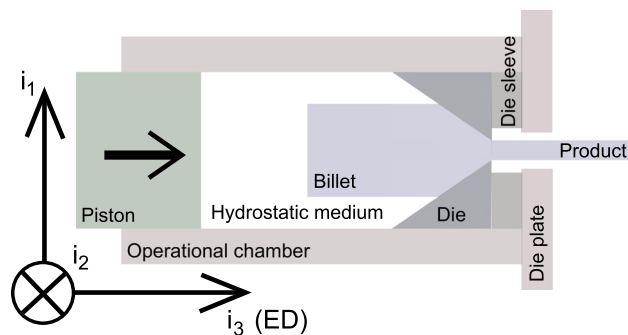 i1
Die sleeve
Product
Billet
Piston
Hydrostatic medium
Die
i2
Operational chamber
Die plate
i3 (ED)